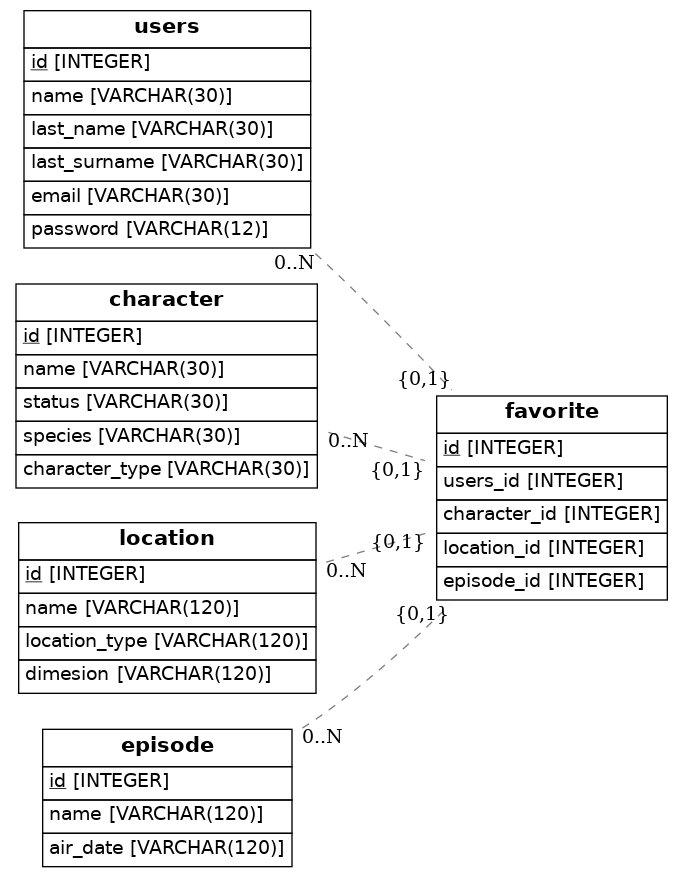 users
id [INTEGER]
name [VARCHAR(30)]
last_name [VARCHAR(30)]
last_surname [VARCHAR(30)]
email [VARCHAR(30)]
password [VARCHAR(12)]
0..N
{0,1}
character
id [INTEGER]
name [VARCHAR(30)]
status [VARCHAR(30)]
species [VARCHAR(30)]
character_type [VARCHAR(30)]
0..N
{0,1}
location
id [INTEGER]
name [VARCHAR(120)]
location_type [VARCHAR(120)]
dimesion [VARCHAR(120)]
0..N
{0,1}
episode
id [INTEGER]
name [VARCHAR(120)]
air_date [VARCHAR(120)]
0..N
{0,1}
favorite
id [INTEGER]
users_id [INTEGER]
character_id [INTEGER]
location_id [INTEGER]
episode_id [INTEGER]